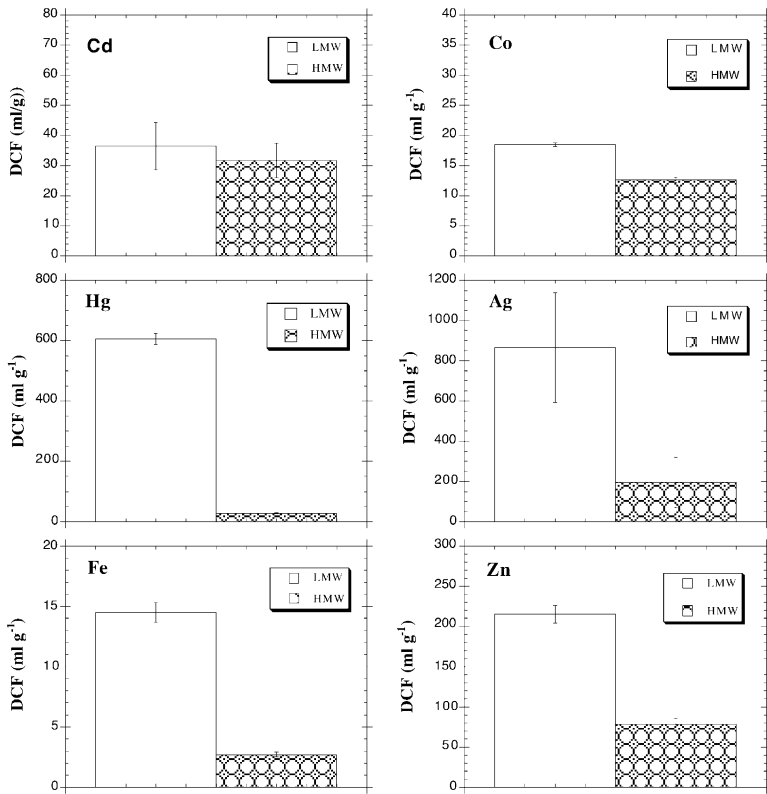 Cd
LMW
HMW
DCF (ml/g))
80
70
60
50
40
30
20
10
0
Co
LMW
HMW
DCF (ml g-1)
40
35
30
25
20
15
10
5
0
Hg
LMW
HMW
DCF (ml g-1)
800
600
400
200
0
Ag
LMW
HMW
DCF (ml g-1)
1200
1000
800
600
400
200
0
Fe
LMW
HMW
DCF (ml g-1)
20
15
10
5
0
Zn
LMW
HMW
DCF (ml g-1)
300
250
200
150
100
50
0